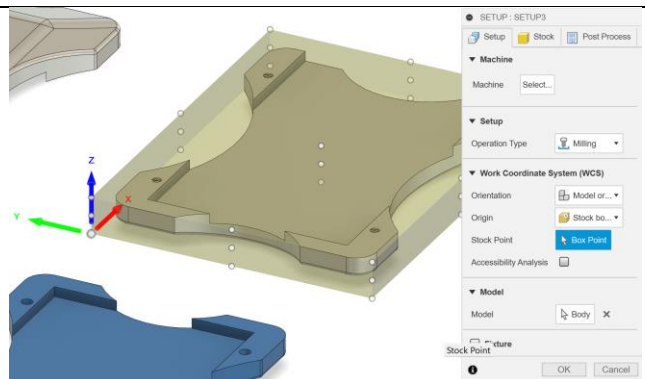 SETUP : SETUP3
Setup Stock Post Process
Machine
Machine Select...
Setup
Operation Type Milling
Work Coordinate System (WCS)
Orientation Model or...
Origin Stock bo...
Stock Point Box Point
Accessibility Analysis
Model
Model Body
Fixture
Stock Point
OK Cancel
Z
X
Y